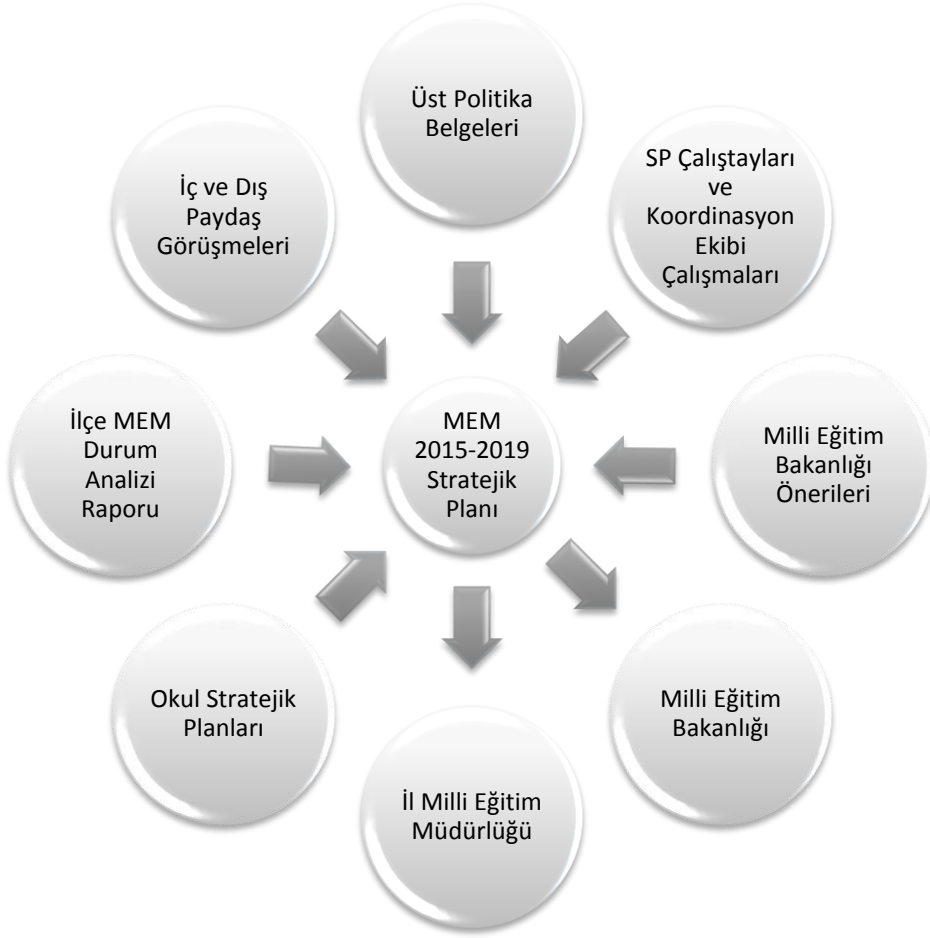 Üst Politika
Belgeleri
SP Çalıştayları
ve
Koordinasyon
Ekibi
Çalışmaları
Milli Eğitim
Bakanlığı
Önerileri
Milli Eğitim
Bakanlığı
İl Milli Eğitim
Müdürlüğü
Okul Stratejik
Planları
İlçe MEM
Durum
Analizi
Raporu
İç ve Dış
Paydaş
Görüşmeleri
MEM
2015-2019
Stratejik
Planı